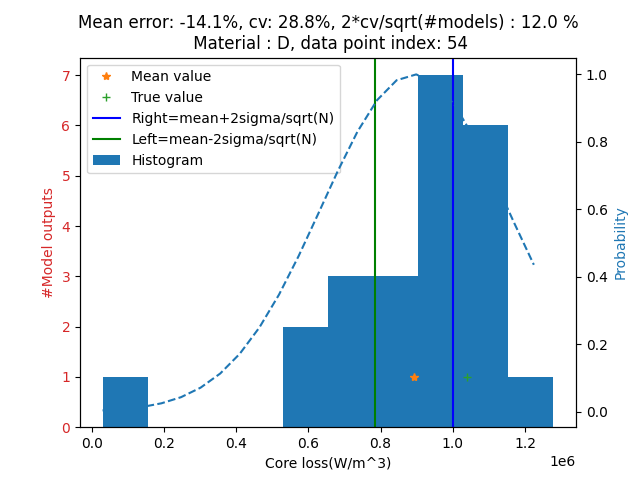 Mean error: -14.1%, cv: 28.8%, 2*cv/sqrt(#models) : 12.0 %
Material : D, data point index: 54
Mean value
True value
Right=mean+2sigma/sqrt(N)
Left=mean-2sigma/sqrt(N)
Histogram
#Model outputs
7
6
5
4
3
2
1
0
1.0
0.8
0.6
0.4
0.2
0.0
Probability
0.0 0.2 0.4 0.6 0.8 1.0 1.2
1e6
Core loss(W/m^3)